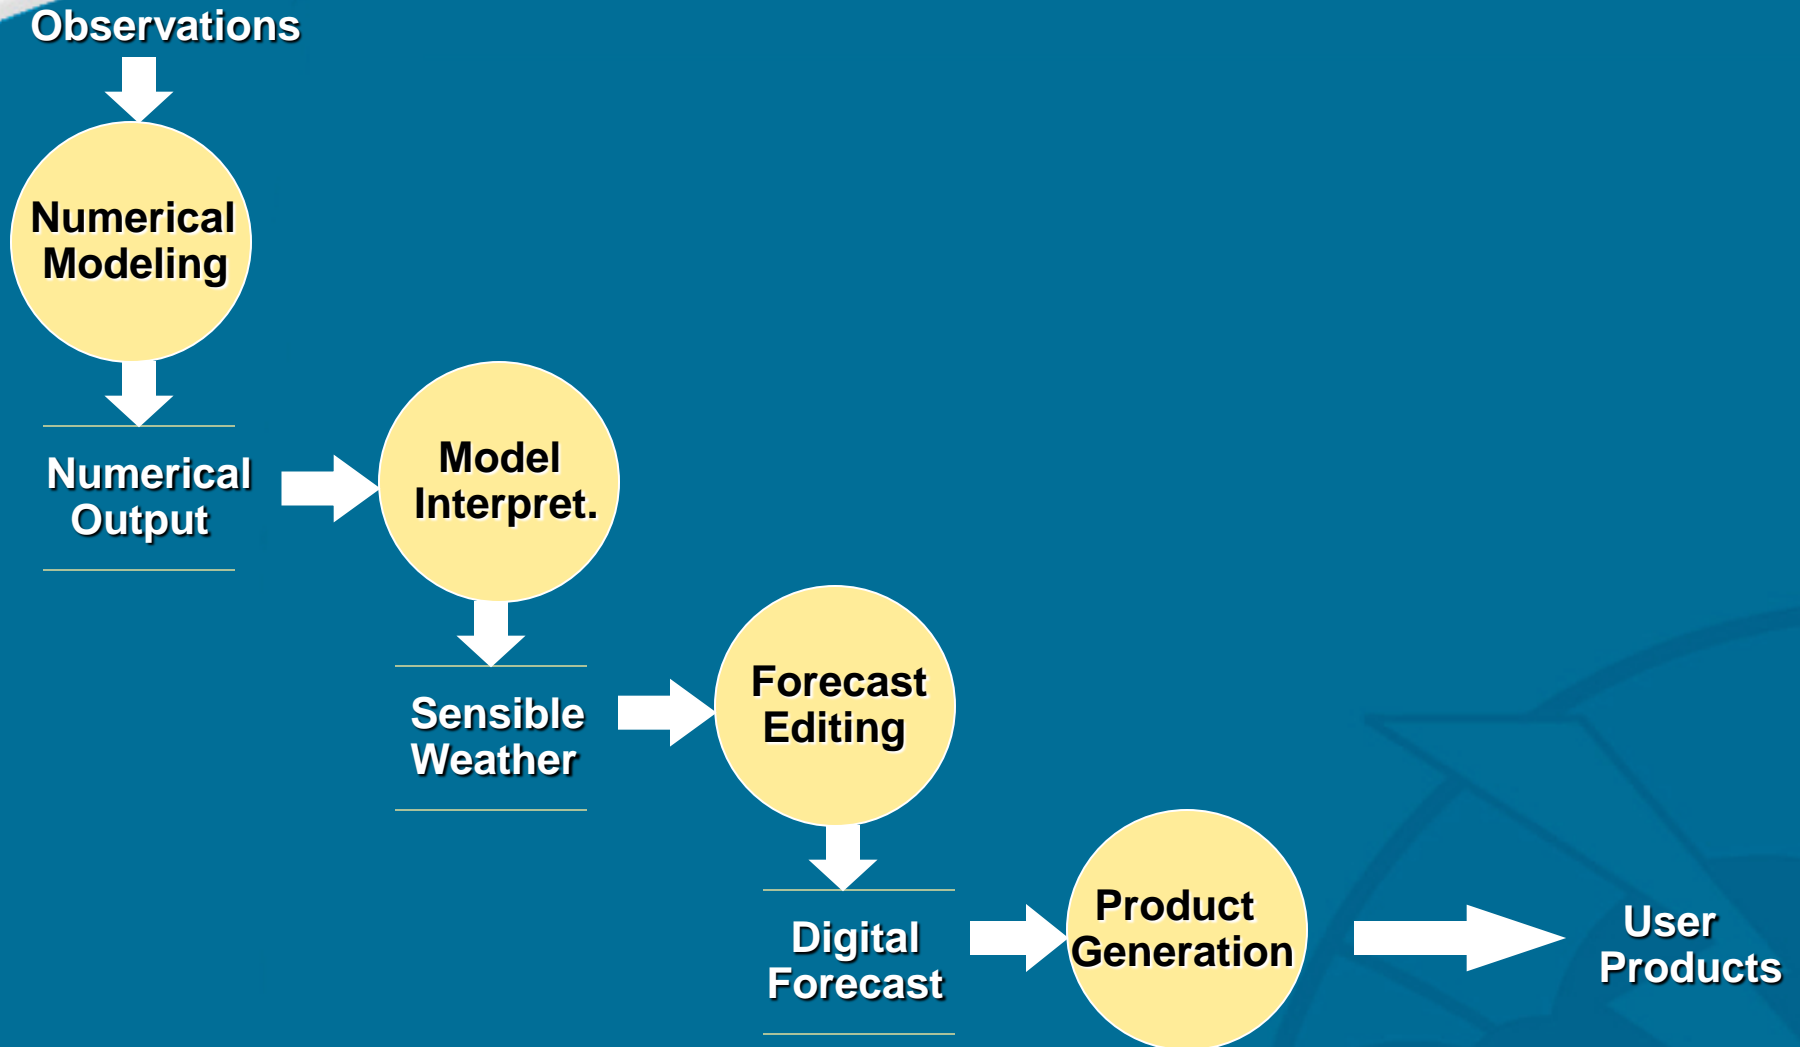 Observations
Numerical
Modeling
Numerical
Output
Model
Interpret.
Sensible
Weather
Forecast
Editing
Digital
Forecast
Product
Generation
User
Products